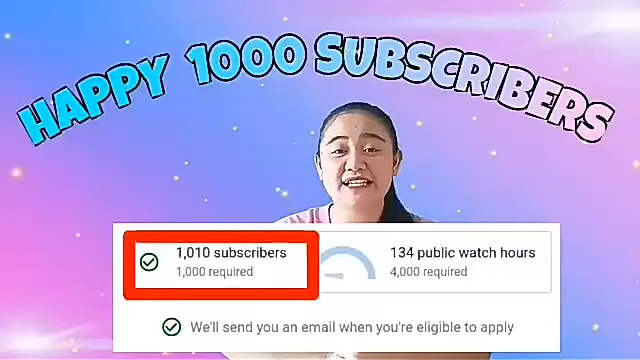 HAPPY 1000 SUBSCRIBERS
1,010 subscribers
1,000 required
134 public watch hours
4,000 required
We'll send you an email when you're eligible to apply